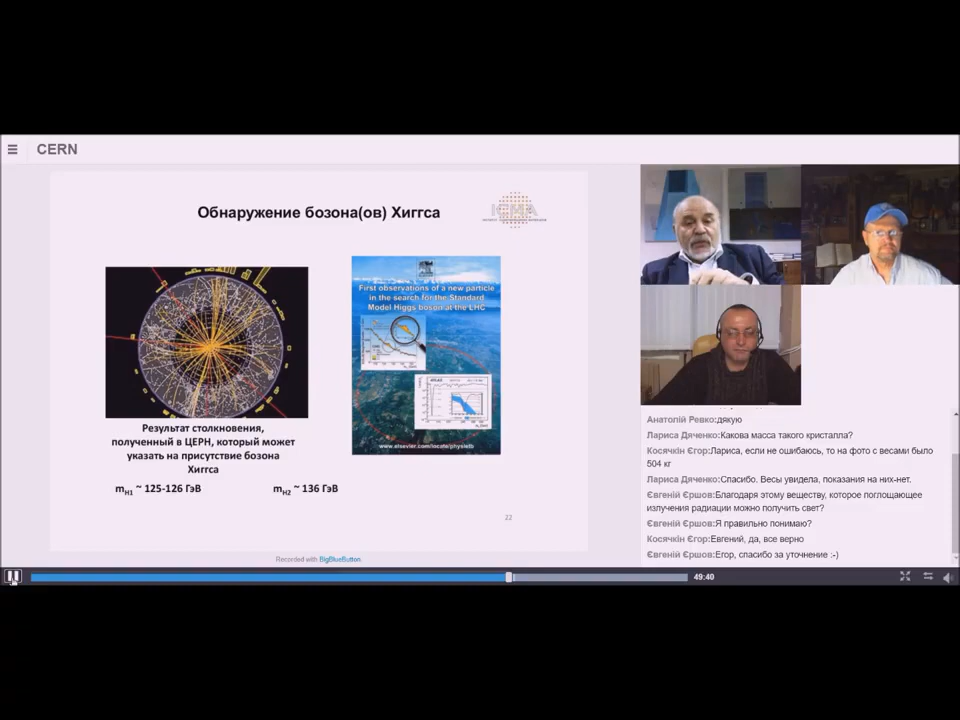 CERN
Обнаружение бозона(ов) Хиггса
First observations of a new particle
in the search for the Standard
Model Higgs boson at the LHC
www.elsevier.com/locate/physletb
Результат столкновения,
полученный в ЦЕРН, который может
указать на присутствие бозона
Хиггса
mH1 ~ 125-126 ГэВ
mH2 ~ 136 ГэВ
22
Recorded with BigBlueButton
Анатолій Ревко:дякую
Лариса Дяченко:Какова масса такого кристалла?
Косячкін Єгор:Лариса, если не ошибаюсь, то на фото с весами было
504 кг
Лариса Дяченко:Спасибо. Весы увидела, показания на них-нет.
Євгеній Єршов:Благодаря этому веществу, которое поглощающее
излучения радиации можно получить свет?
Євгеній Єршов:Я правильно понимаю?
Косячкін Єгор:Евгений, да, все верно
Євгеній Єршов:Егор, спасибо за уточнение :-)
49:40